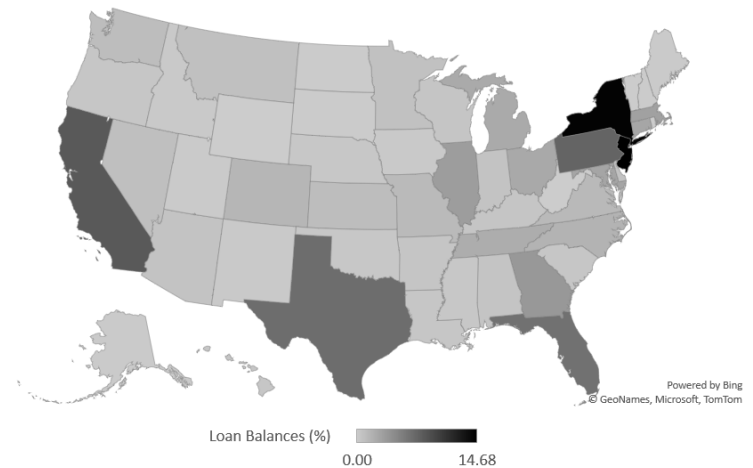 Powered by Bing
© GeoNames, Microsoft, TomTom
Loan Balances (%)
0.00 14.68